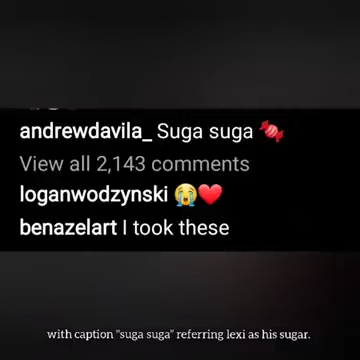 andrewdavila_ Suga suga 🍬
View all 2,143 comments
loganwodzynski 😭❤️
benazelart I took these
with caption "suga suga" referring lexi as his sugar.